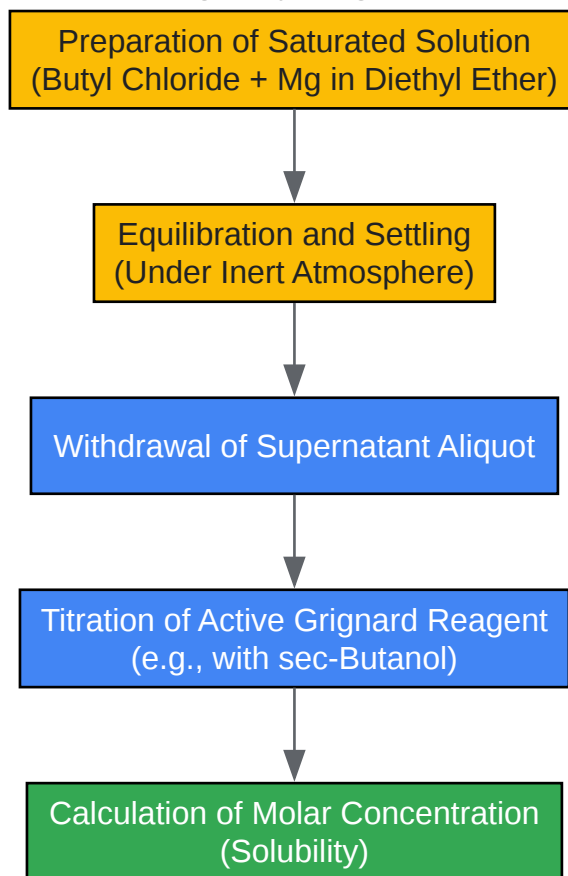 Preparation of Saturated Solution
(Butyl Chloride + Mg in Diethyl Ether)
Equilibration and Settling
(Under Inert Atmosphere)
Withdrawal of Supernatant Aliquot
Titration of Active Grignard Reagent
(e.g., with sec-Butanol)
Calculation of Molar Concentration
(Solubility)